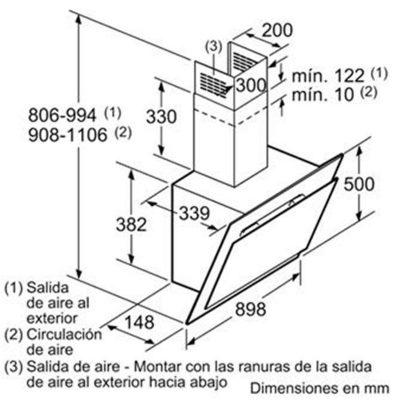 200
(3)
300
mín. 122 (1)
mín. 10 (2)
806-994 (1)
908-1106 (2)
330
500
382
339
148
898
(1) Salida
de aire al
exterior
(2) Circulación
de aire
(3) Salida de aire - Montar con las ranuras de la salida
de aire al exterior hacia abajo
Dimensiones en mm